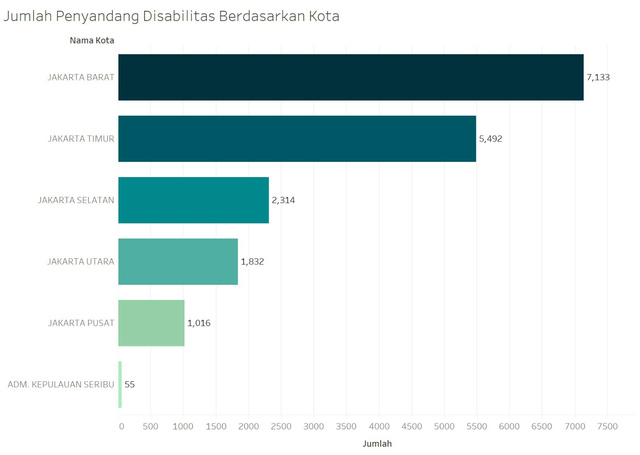 Jumlah Penyandang Disabilitas Berdasarkan Kota
Nama Kota
JAKARTA BARAT 7,133
JAKARTA TIMUR 5,492
JAKARTA SELATAN 2,314
JAKARTA UTARA 1,832
JAKARTA PUSAT 1,016
ADM. KEPULAUAN SERIBU 55
0 500 1000 1500 2000 2500 3000 3500 4000 4500 5000 5500 6000 6500 7000 7500
Jumlah